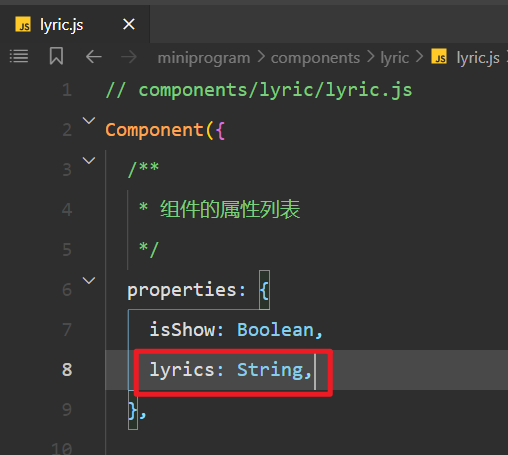 JS lyric.js ×
miniprogram > components > lyric > JS lyric.js
1 // components/lyric/lyric.js
2 Component({
3 /**
4 * 组件的属性列表
5 */
6 properties: {
7 isShow: Boolean,
8 lyrics: String,
9 },
10